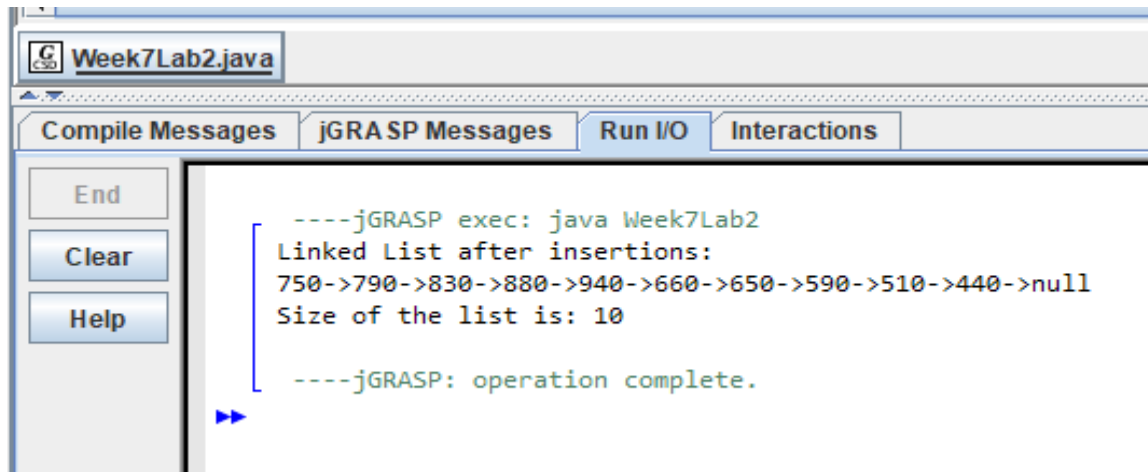 Week7Lab2.java
Compile Messages jGRASP Messages Run I/O Interactions
End
Clear
Help
----jGRASP exec: java Week7Lab2
Linked List after insertions:
750->790->830->880->940->660->650->590->510->440->null
Size of the list is: 10
----jGRASP: operation complete.